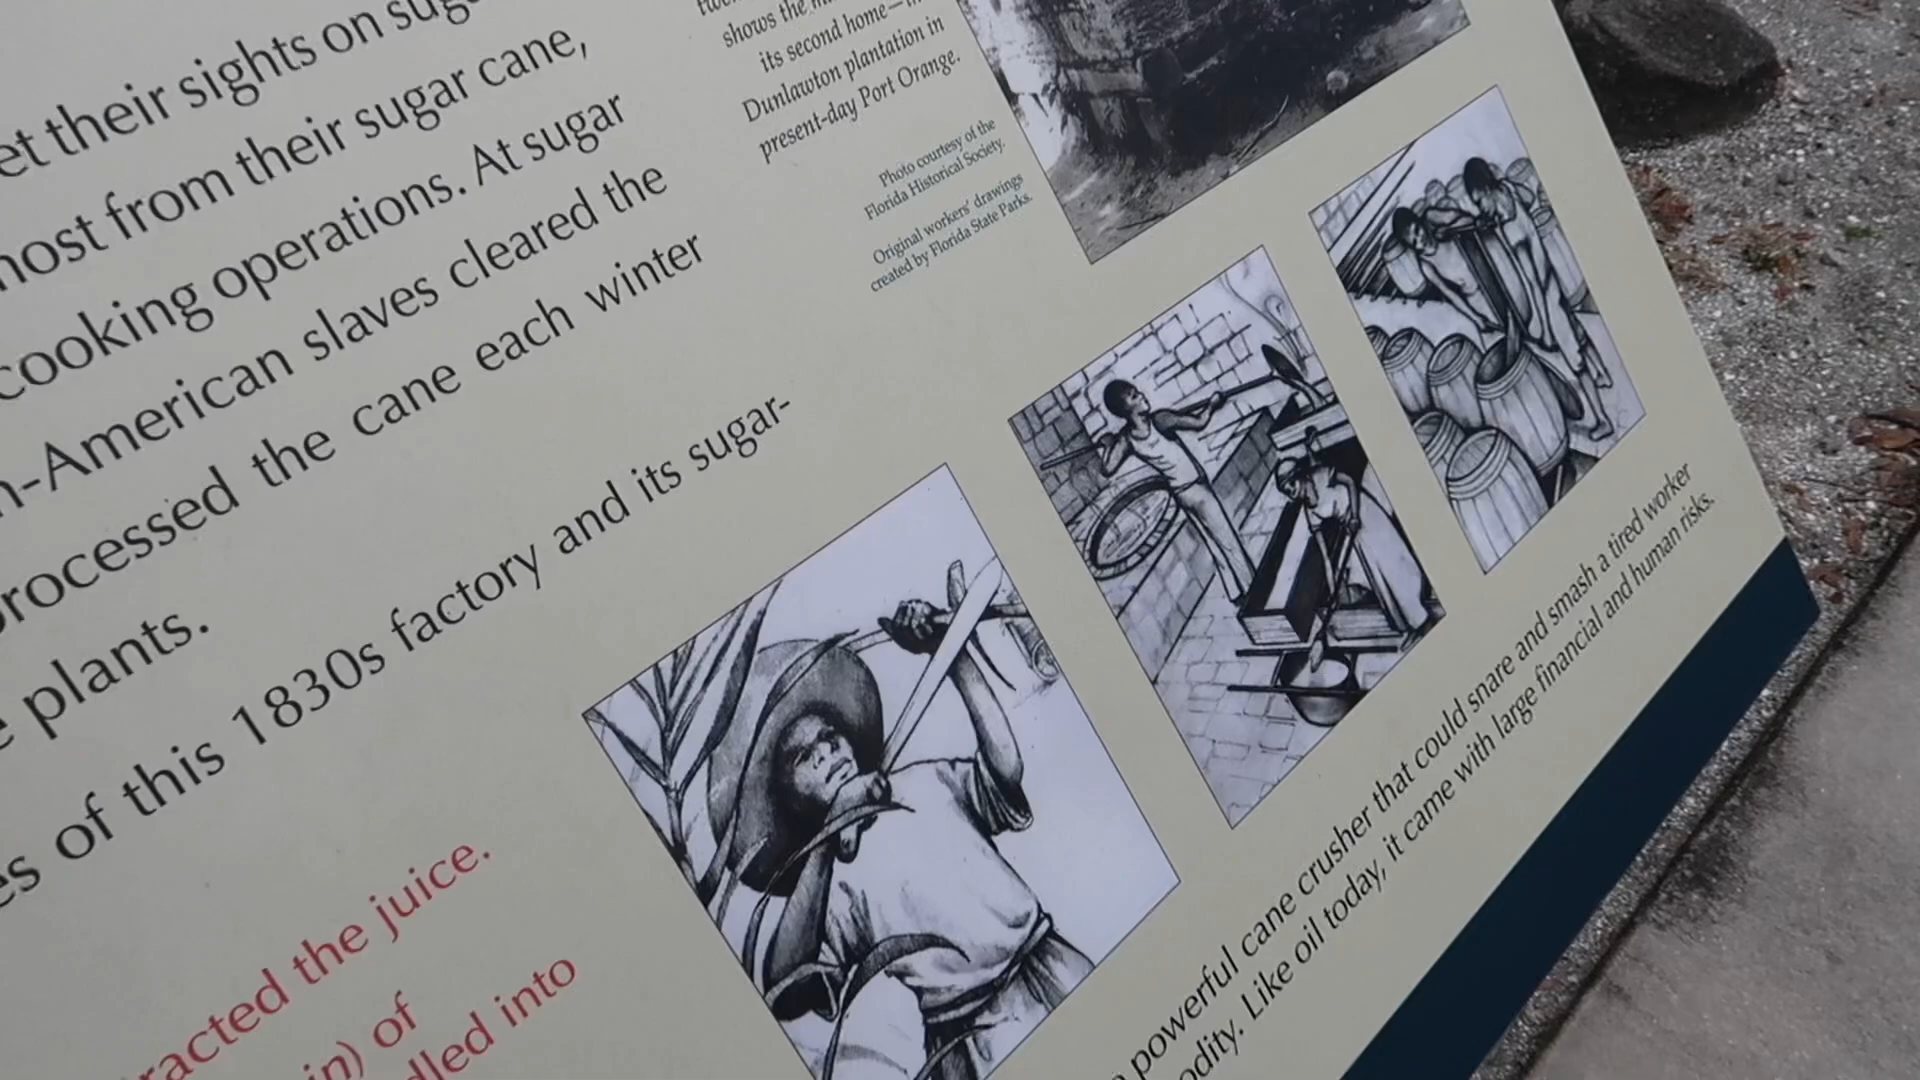 et their sights on
most from their sugar cane,
cooking operations. At sugar
n-American slaves cleared the
processed the cane each winter
e plants.
es of this 1830s factory and its sugar-
racted the juice.
in) of
dled into
shows the
its second home—in
Dunlawton plantation in
present-day Port Orange.
Photo courtesy of the
Florida Historical Society.
Original workers' drawings
created by Florida State Parks.
powerful cane crusher that could snare and smash a tired worker
odity. Like oil today, it came with large financial and human risks.